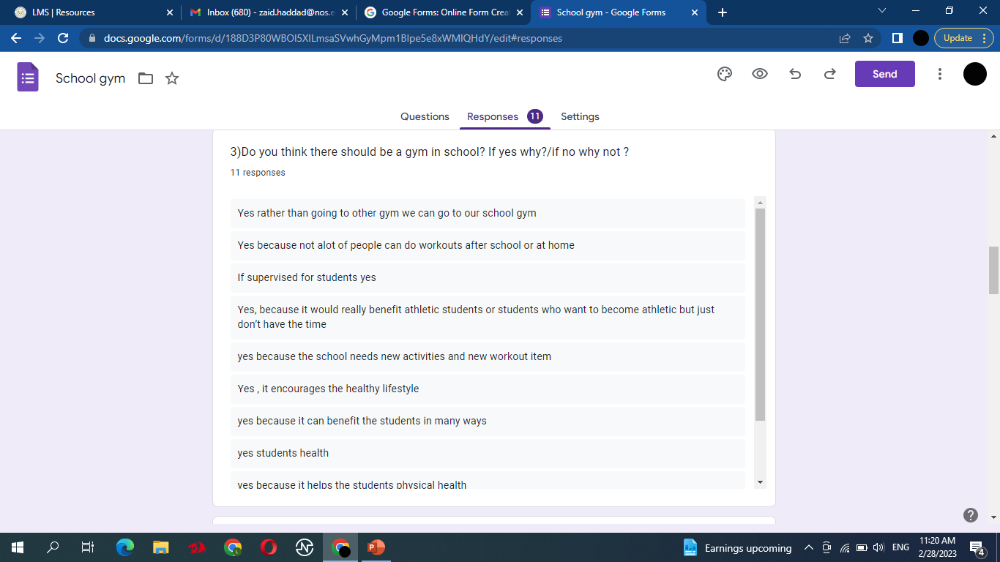 LMS | Resources
Inbox (680) - zaid.haddad@nos.e
Google Forms: Online Form Crea
School gym - Google Forms
docs.google.com/forms/d/188D3P80WBOI5XILmsaSVwhGyMpm1BIpe5e8xWMIQHdY/edit#responses
Update
School gym
Send
Questions
Responses 11
Settings
3)Do you think there should be a gym in school? If yes why?/if no why not ?
11 responses
Yes rather than going to other gym we can go to our school gym
Yes because not alot of people can do workouts after school or at home
If supervised for students yes
Yes, because it would really benefit athletic students or students who want to become athletic but just
don’t have the time
yes because the school needs new activities and new workout item
Yes , it encourages the healthy lifestyle
yes because it can benefit the students in many ways
yes students health
yes because it helps the students physical health
Earnings upcoming
ENG
11:20 AM
2/28/2023
4